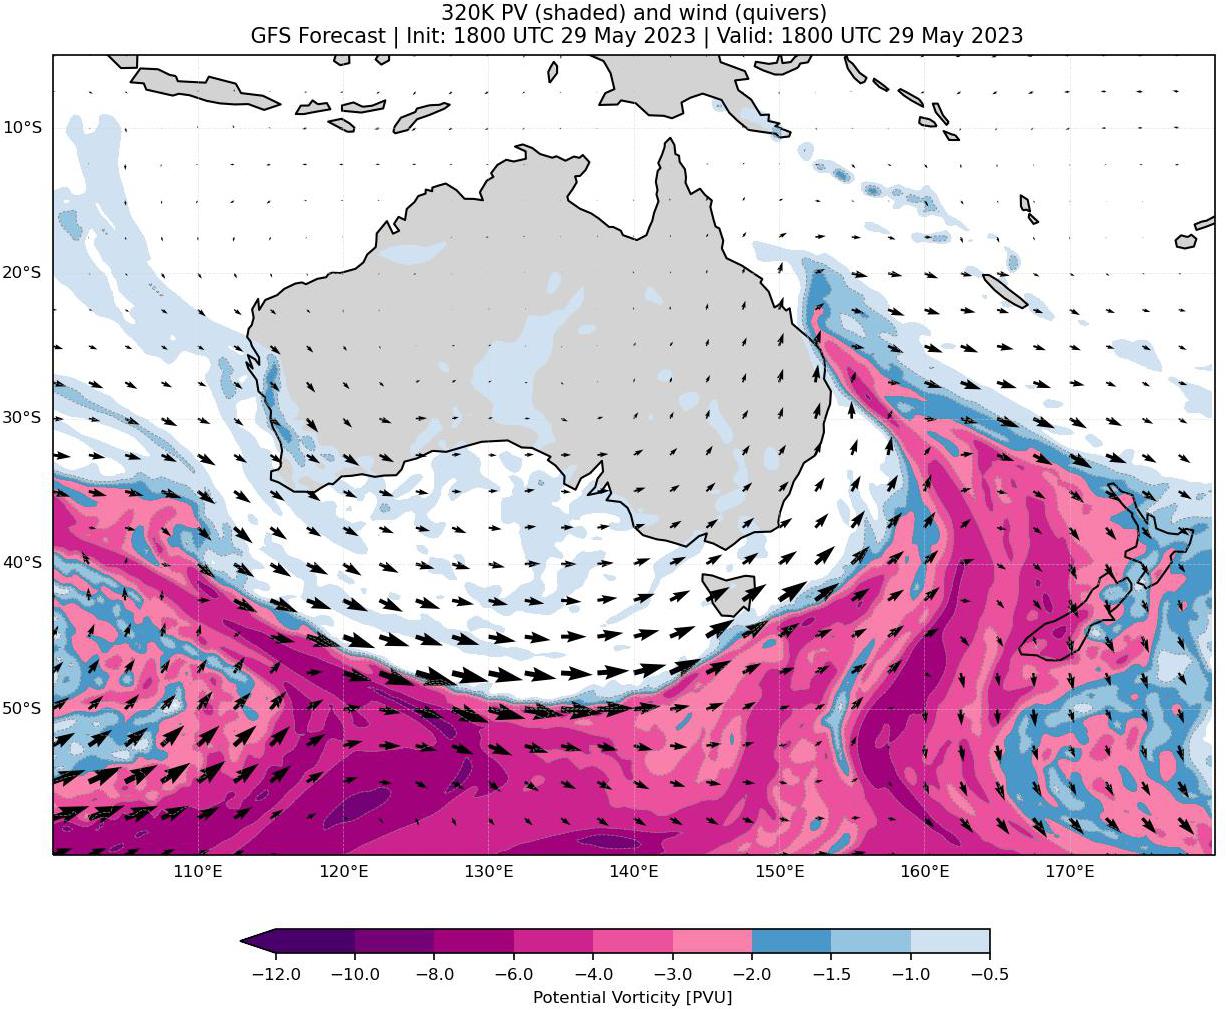 320K PV (shaded) and wind (quivers)
GFS Forecast | Init: 1800 UTC 29 May 2023 | Valid: 1800 UTC 29 May 2023
10°S
20°S
30°S
40°S
50°S
110°E 120°E 130°E 140°E 150°E 160°E 170°E
−12.0 −10.0 −8.0 −6.0 −4.0 −3.0 −2.0 −1.5 −1.0 −0.5
Potential Vorticity [PVU]